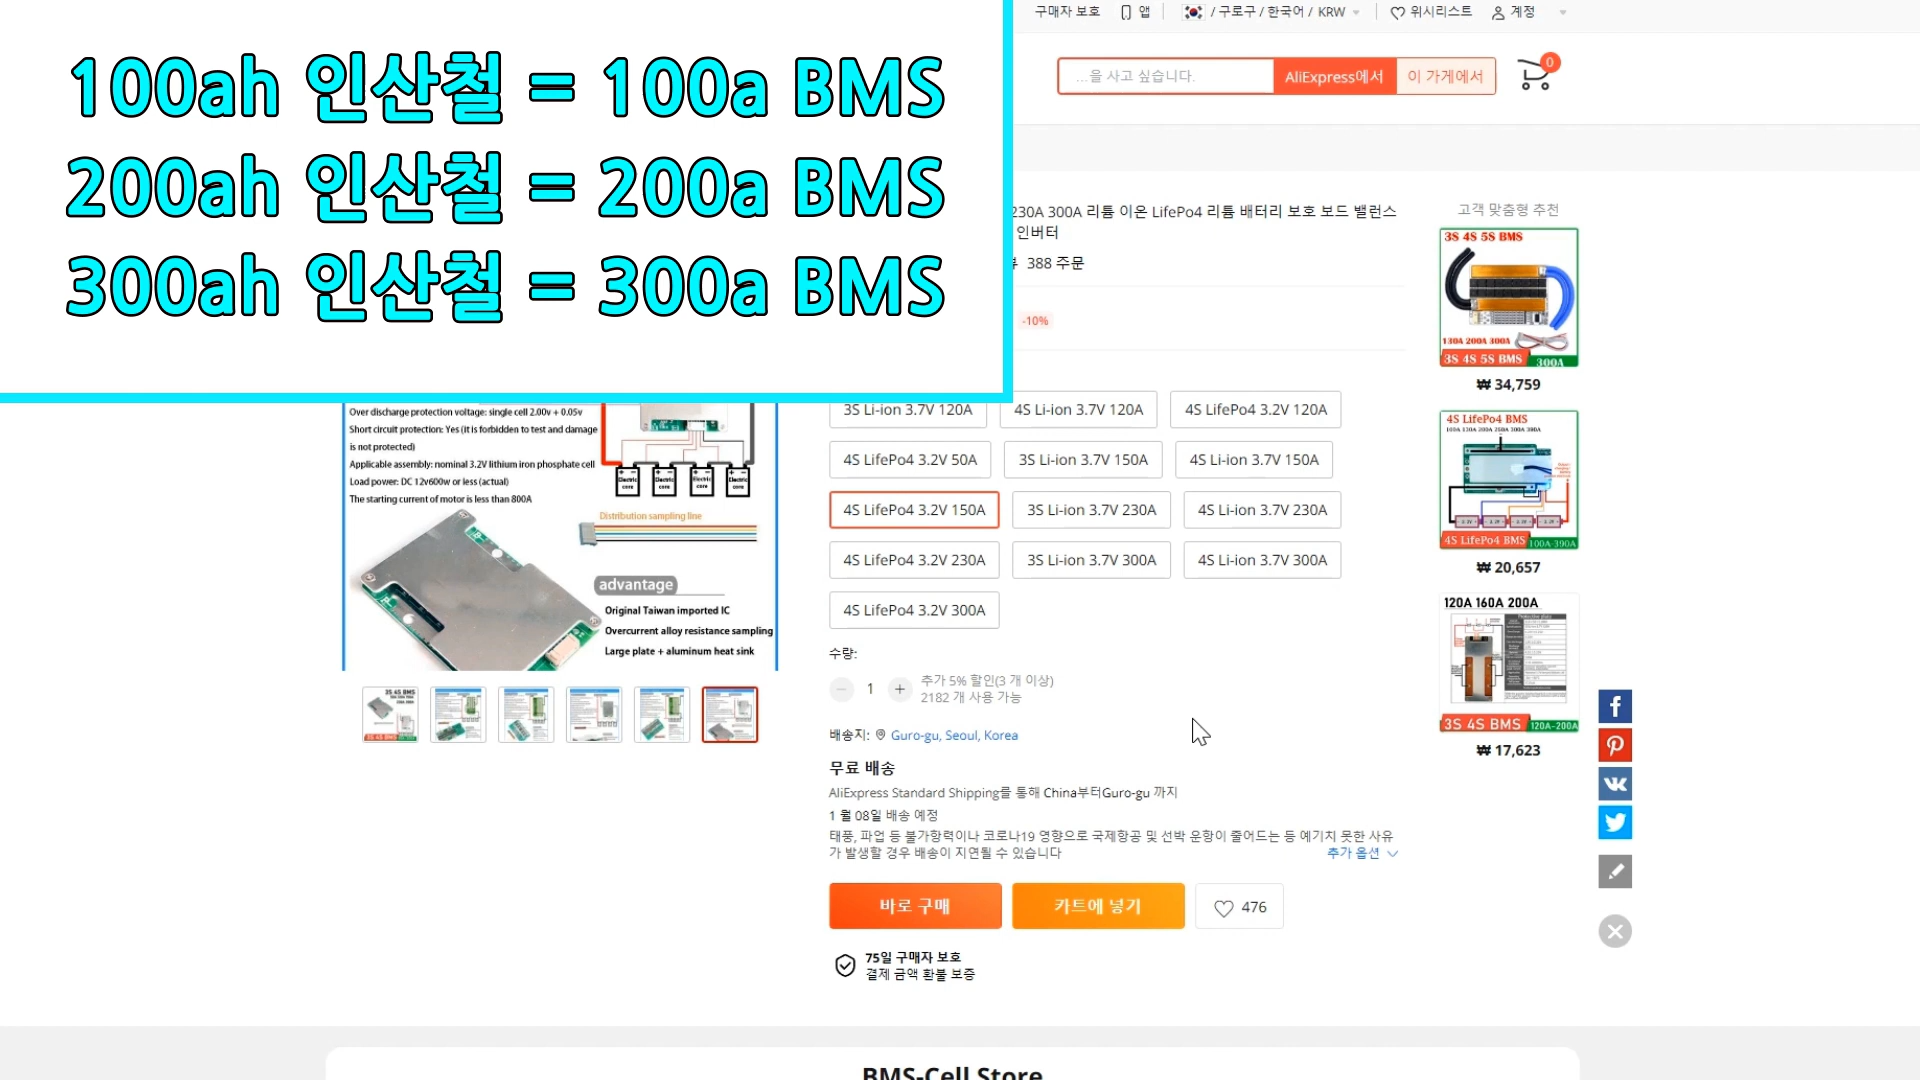 100ah 인산철 = 100a BMS
200ah 인산철 = 200a BMS
300ah 인산철 = 300a BMS
구매자 보호
앱
/ 구로구 / 한국어 / KRW
위시리스트
계정
...을 사고 싶습니다.
AliExpress에서
이 가게에서
0
230A 300A 리튬 이온 LifePo4 리튬 배터리 보호 보드 밸런스
인버터
388 주문
-10%
Over discharge protection voltage: single cell 2.00v + 0.05v
Short circuit protection: Yes (it is forbidden to test and damage
is not protected)
Applicable assembly: nominal 3.2V lithium iron phosphate cell
Load power: DC 12v600w or less (actual)
The starting current of motor is less than 800A
Electric core
Electric core
Electric core
Electric core
Distribution sampling line
advantage
Original Taiwan imported IC
Overcurrent alloy resistance sampling
Large plate + aluminum heat sink
3S 4S BMS
3S Li-ion 3.7V 120A
4S Li-ion 3.7V 120A
4S LifePo4 3.2V 120A
4S LifePo4 3.2V 50A
3S Li-ion 3.7V 150A
4S Li-ion 3.7V 150A
4S LifePo4 3.2V 150A
3S Li-ion 3.7V 230A
4S Li-ion 3.7V 230A
4S LifePo4 3.2V 230A
3S Li-ion 3.7V 300A
4S Li-ion 3.7V 300A
4S LifePo4 3.2V 300A
수량:
1
추가 5% 할인(3 개 이상)
2182 개 사용 가능
배송지:
Guro-gu, Seoul, Korea
무료 배송
AliExpress Standard Shipping를 통해 China부터Guro-gu 까지
1 월 08일 배송 예정
태풍, 파업 등 불가항력이나 코로나19 영향으로 국제항공 및 선박 운항이 줄어드는 등 예기치 못한 사유
가 발생할 경우 배송이 지연될 수 있습니다
추가 옵션
바로 구매
카트에 넣기
476
75일 구매자 보호
결제 금액 환불 보증
고객 맞춤형 추천
3S 4S 5S BMS
130A 200A 300A
3S 4S 5S BMS
300A
₩ 34,759
4S LifePo4 BMS
4S LifePo4 BMS
100A-390A
₩ 20,657
120A 160A 200A
3S 4S BMS
120A-200A
₩ 17,623
BMS-Cell Store